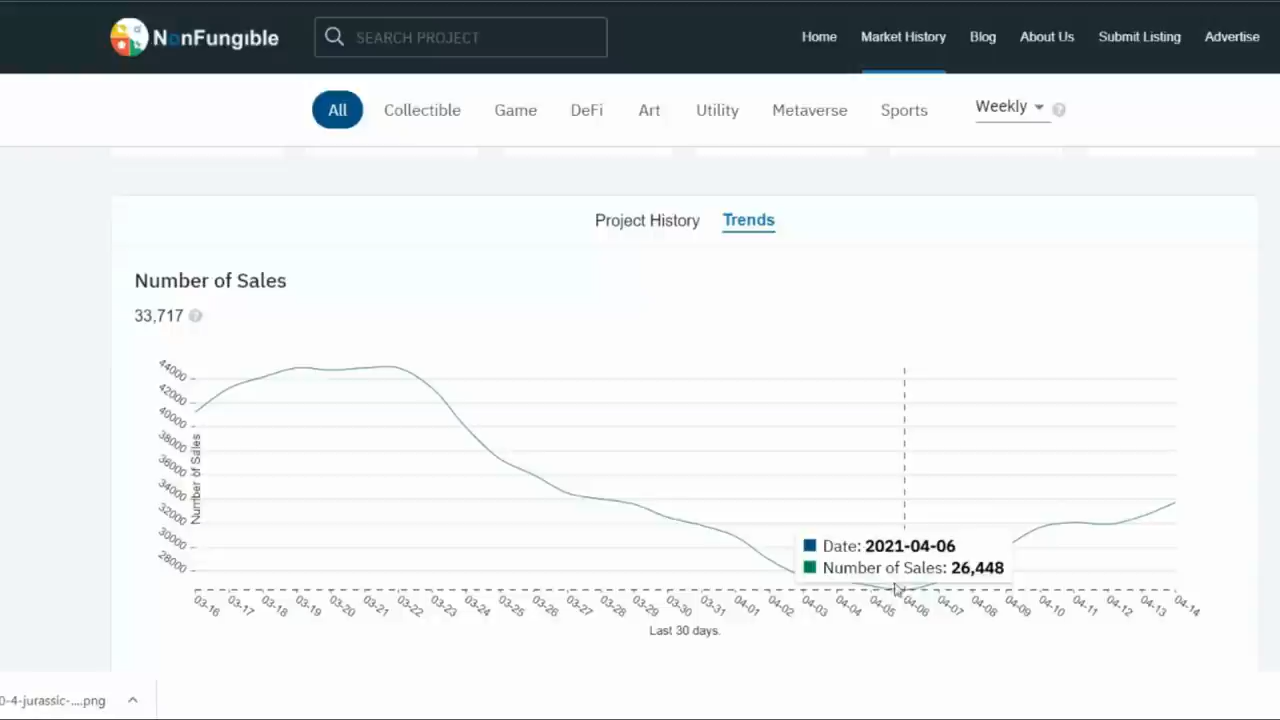 NonFungible
SEARCH PROJECT
Home Market History Blog About Us Submit Listing Advertise
All Collectible Game DeFi Art Utility Metaverse Sports Weekly
Project History Trends
Number of Sales
33,717
44000
42000
40000
38000
36000
34000
32000
30000
28000
Number of Sales
Date: 2021-04-06
Number of Sales: 26,448
03-16 03-17 03-18 03-19 03-20 03-21 03-22 03-23 03-24 03-25 03-26 03-27 03-28 03-29 03-30 03-31 04-01 04-02 04-03 04-04 04-05 04-06 04-07 04-08 04-09 04-10 04-11 04-12 04-13 04-14
Last 30 days.
0-4-jurassic-....png